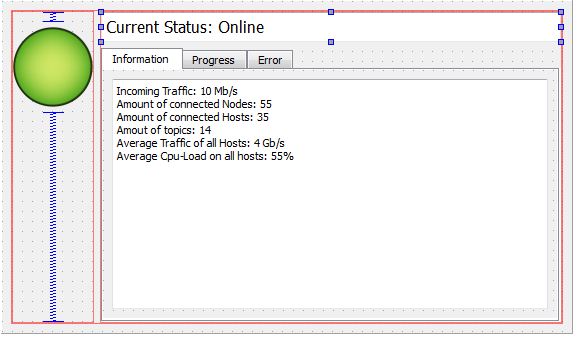 Current Status: Online
Information
Progress
Error
Incoming Traffic: 10 Mb/s
Amount of connected Nodes: 55
Amount of connected Hosts: 35
Amout of topics: 14
Average Traffic of all Hosts: 4 Gb/s
Average Cpu-Load on all hosts: 55%